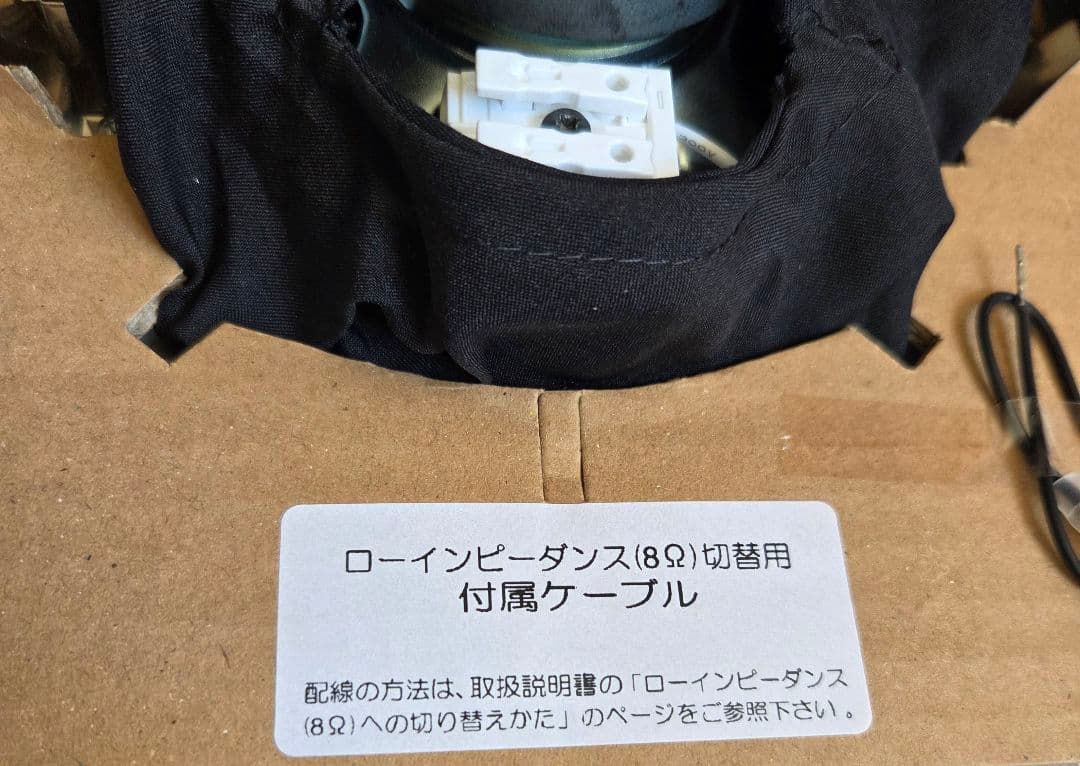 ローインピーダンス(8Ω)切替用
付属ケーブル
配線の方法は、取扱説明書の「ローインピーダンス
(8Ω)への切り替えかた」のページをご参照下さい。